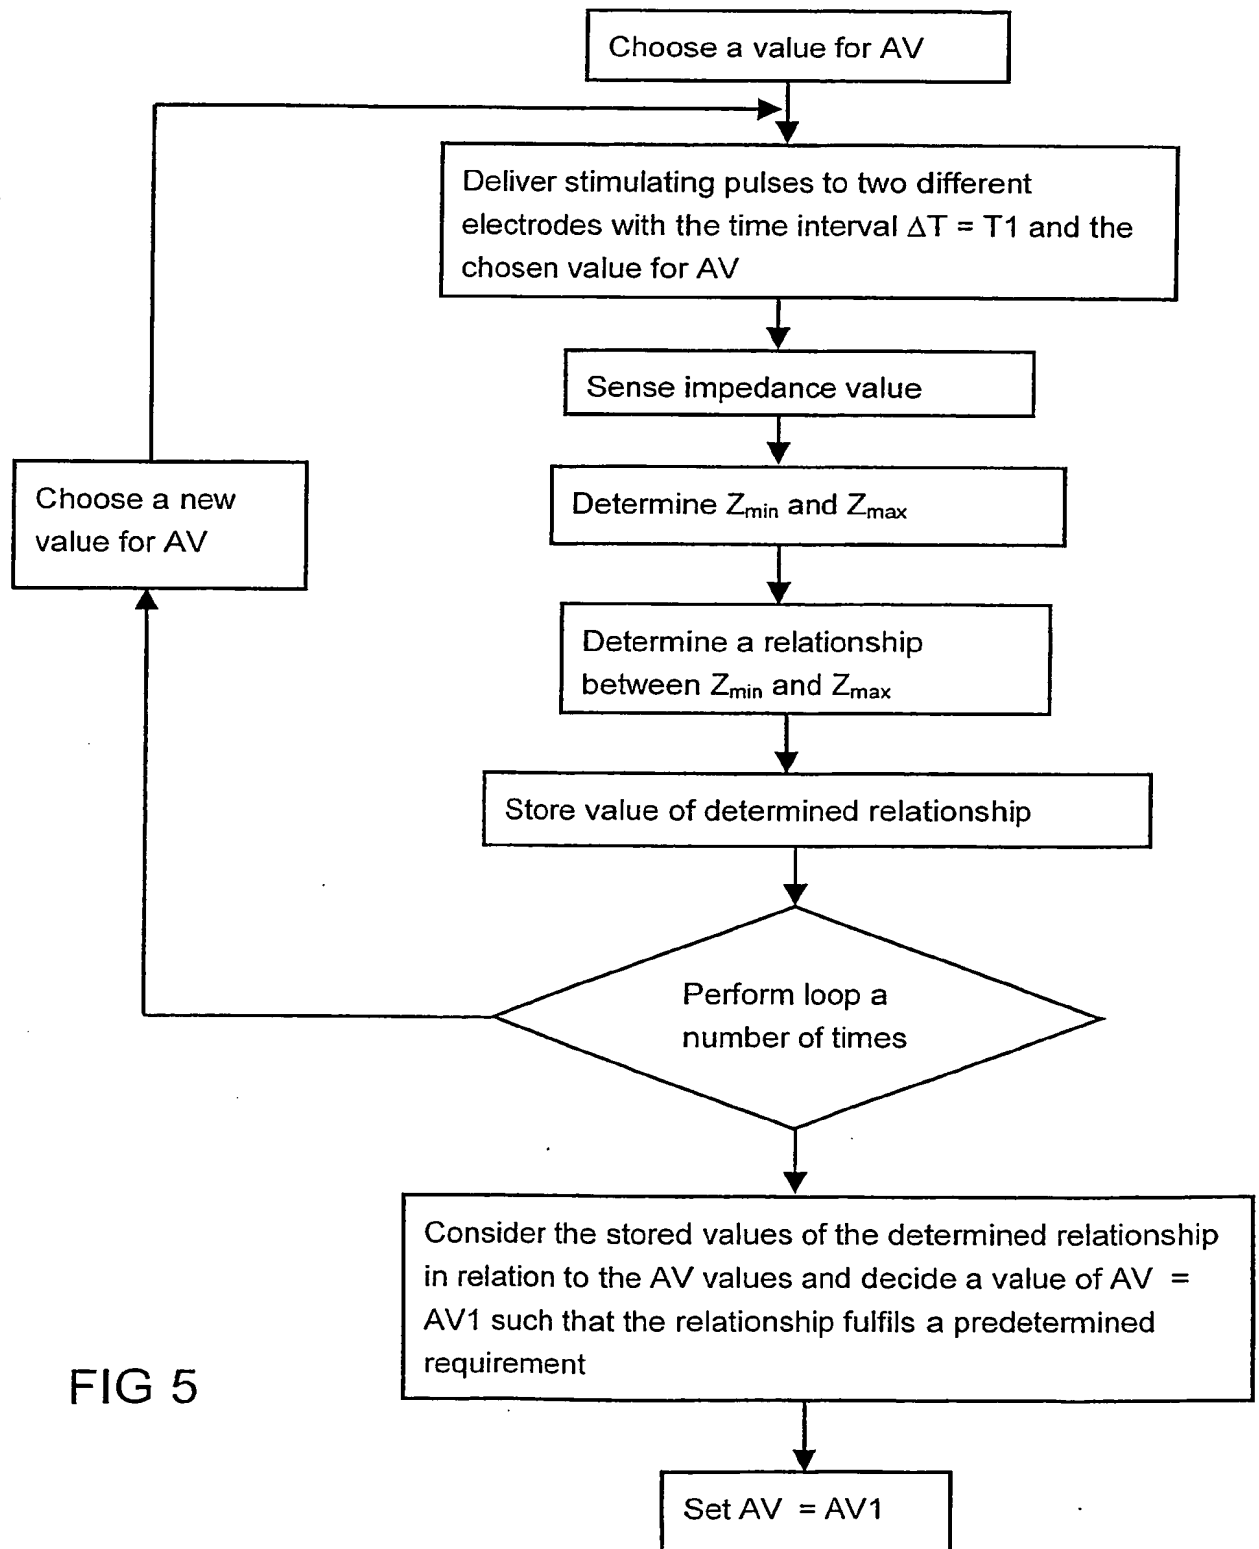 Choose a value for AV
Deliver stimulating pulses to two different
electrodes with the time interval ΔT = T1 and the
chosen value for AV
Sense impedance value
Determine Zmin and Zmax
Determine a relationship
between Zmin and Zmax
Store value of determined relationship
Perform loop a
number of times
Choose a new
value for AV
Consider the stored values of the determined relationship
in relation to the AV values and decide a value of AV =
AV1 such that the relationship fulfils a predetermined
requirement
Set AV = AV1
FIG 5